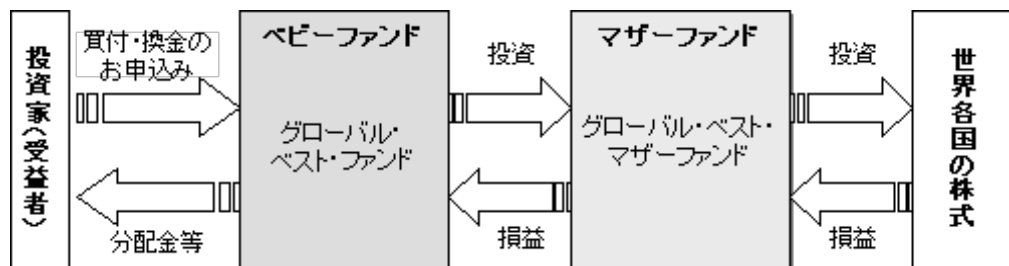 投資家(受益者)
買付・換金の
お申込み
分配金等
ベビーファンド
グローバル・
ベスト・ファンド
投資
損益
マザーファンド
グローバル・ベスト・
マザーファンド
投資
損益
世界各国の株式